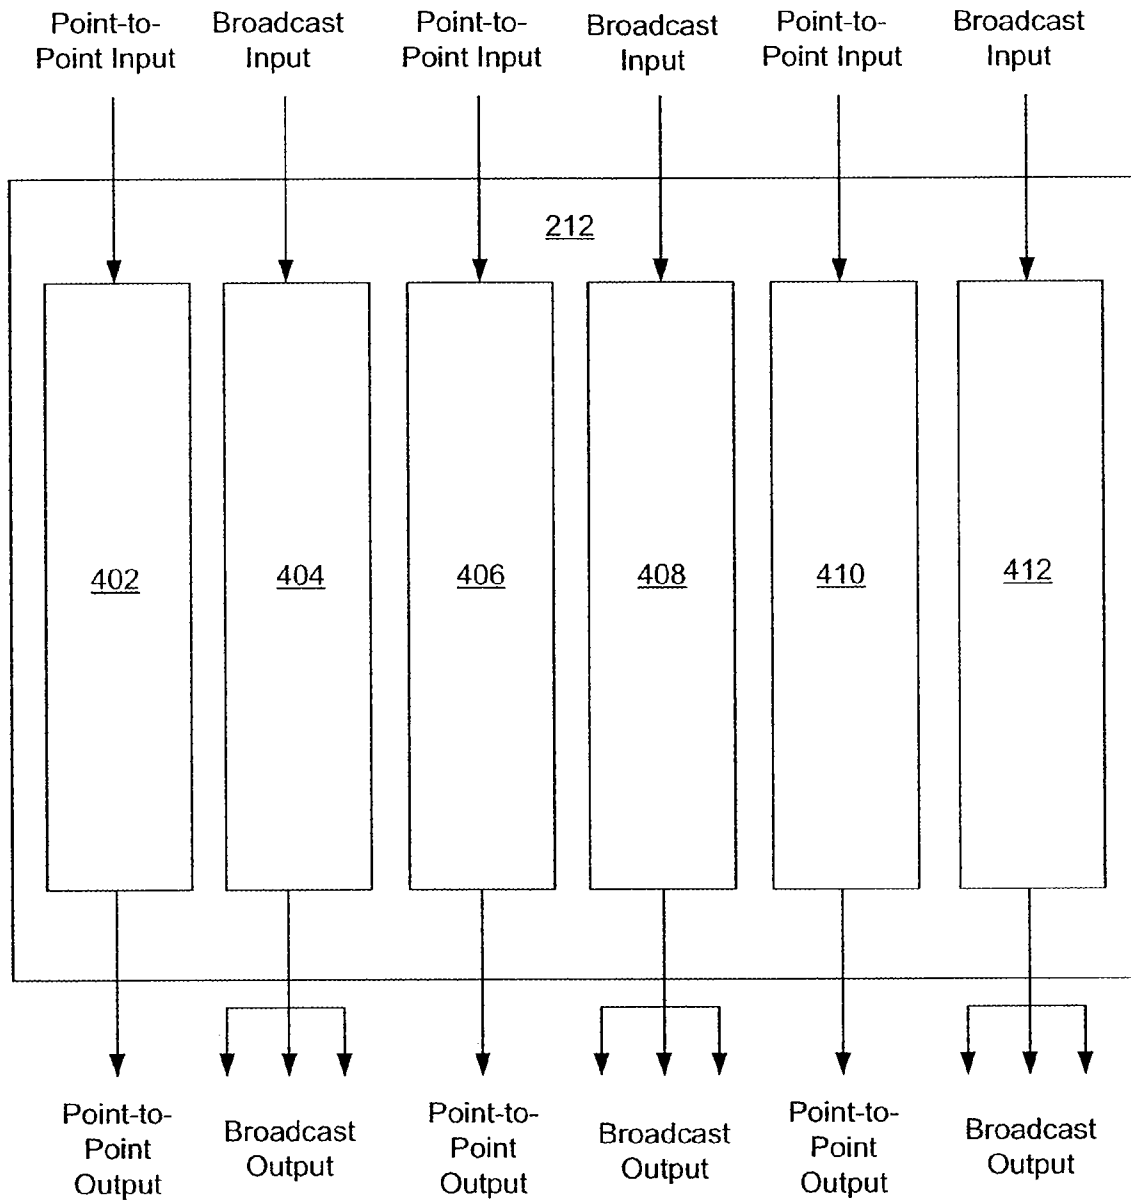 Point-to-
Point Input
Broadcast
Input
Point-to-
Point Input
Broadcast
Input
Point-to-
Point Input
Broadcast
Input
212
402
404
406
408
410
412
Point-to-
Point
Output
Broadcast
Output
Point-to-
Point
Output
Broadcast
Output
Point-to-
Point
Output
Broadcast
Output